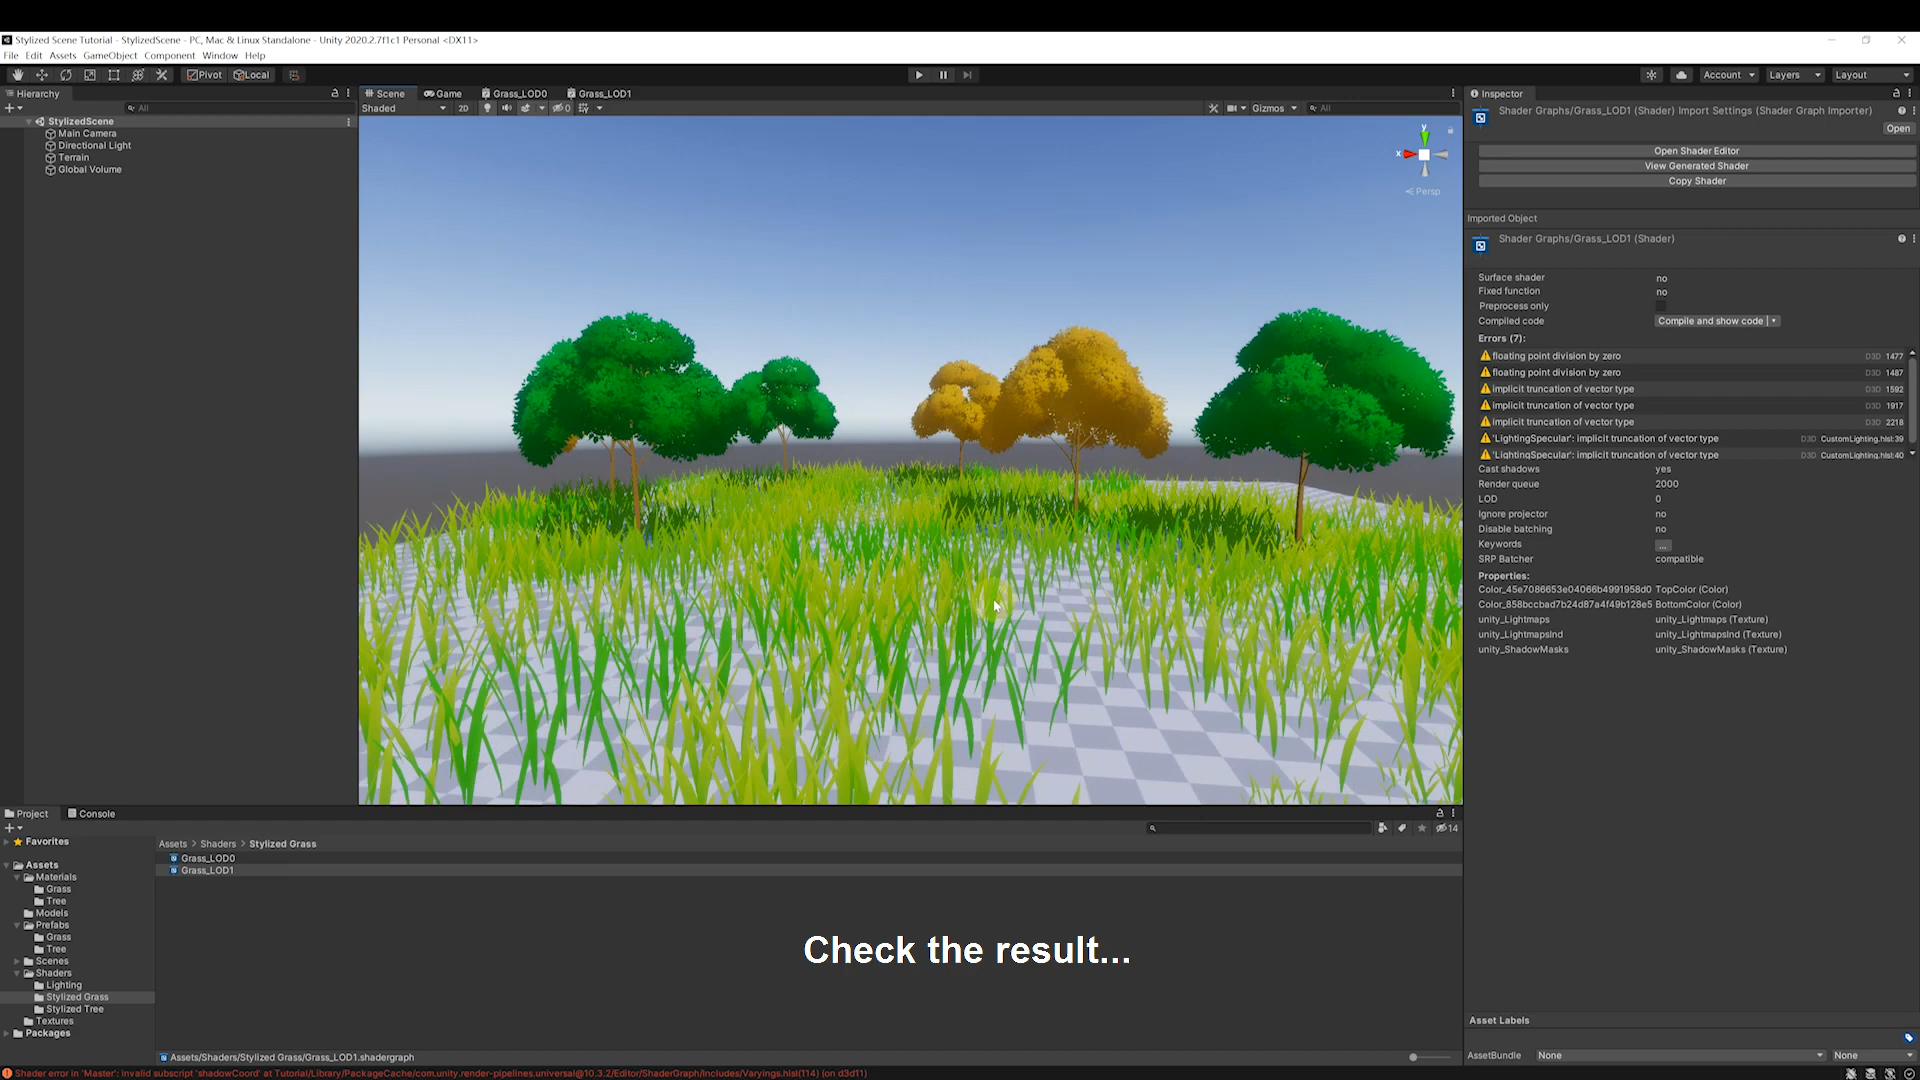 Stylized Scene Tutorial - StylizedScene - PC, Mac & Linux Standalone - Unity 2020.2.7f1c1 Personal <DX11>
File Edit Assets GameObject Component Window Help
Pivot Local Account Layers Layout
Hierarchy
All
StylizedScene
Main Camera
Directional Light
Terrain
Global Volume
Scene Game Grass_LOD0 Grass_LOD1
Shaded 2D 0 Gizmos All
y
x
Persp
Inspector
Shader Graphs/Grass_LOD1 (Shader) Import Settings (Shader Graph Importer)
Open
Open Shader Editor
View Generated Shader
Copy Shader
Imported Object
Shader Graphs/Grass_LOD1 (Shader)
Surface shader no
Fixed function no
Preprocess only
Compiled code Compile and show code
Errors (7):
floating point division by zero D3D 1477
floating point division by zero D3D 1487
implicit truncation of vector type D3D 1592
implicit truncation of vector type D3D 1917
implicit truncation of vector type D3D 2218
'LightingSpecular': implicit truncation of vector type D3D CustomLighting.hlsl:39
'LightingSpecular': implicit truncation of vector type D3D CustomLighting.hlsl:40
Cast shadows yes
Render queue 2000
LOD 0
Ignore projector no
Disable batching no
Keywords ...
SRP Batcher compatible
Properties:
Color_45e7086653e04066b4991958d0 TopColor (Color)
Color_858bccbad7b24d87a4f49b128e5 BottomColor (Color)
unity_Lightmaps unity_Lightmaps (Texture)
unity_LightmapsInd unity_LightmapsInd (Texture)
unity_ShadowMasks unity_ShadowMasks (Texture)
Project Console
14
Favorites
Assets
Materials
Grass
Tree
Models
Prefabs
Grass
Tree
Scenes
Shaders
Lighting
Stylized Grass
Stylized Tree
Textures
Packages
Assets > Shaders > Stylized Grass
Grass_LOD0
Grass_LOD1
Check the result...
Assets/Shaders/Stylized Grass/Grass_LOD1.shadergraph
Asset Labels
AssetBundle None None
Shader error in 'Master': invalid subscript 'shadowCoord' at Tutorial/Library/PackageCache/com.unity.render-pipelines.universal@10.3.2/Editor/ShaderGraph/Includes/Varyings.hlsl(114) (on d3d11)